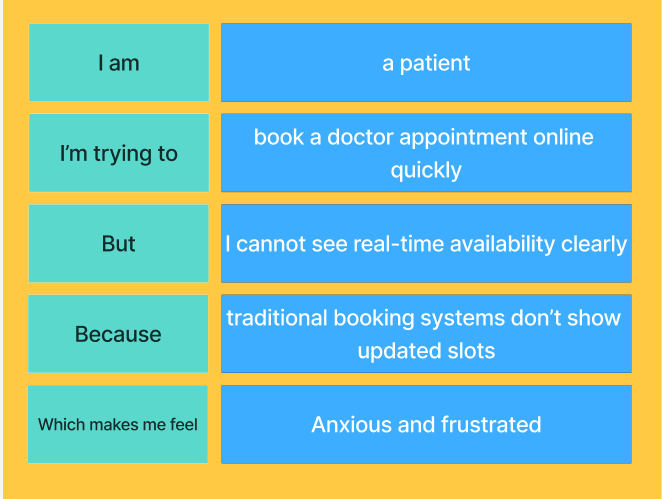 I am
a patient
I’m trying to
book a doctor appointment online
quickly
But
I cannot see real-time availability clearly
Because
traditional booking systems don’t show
updated slots
Which makes me feel
Anxious and frustrated